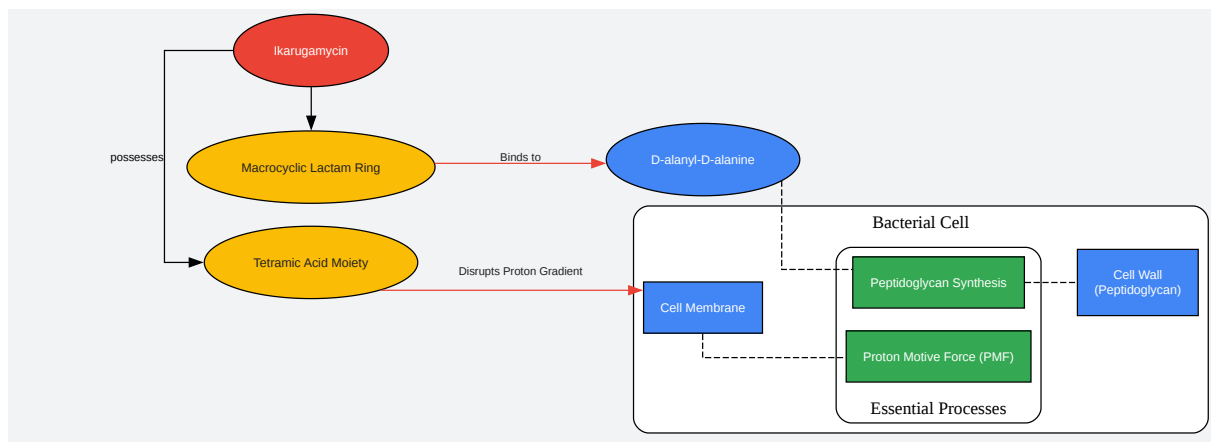 Ikarugamycin
possesses
Macrocyclic Lactam Ring
Binds to
D-alanyl-D-alanine
Tetramic Acid Moiety
Disrupts Proton Gradient
Bacterial Cell
Cell Membrane
Peptidoglycan Synthesis
Cell Wall
(Peptidoglycan)
Proton Motive Force (PMF)
Essential Processes